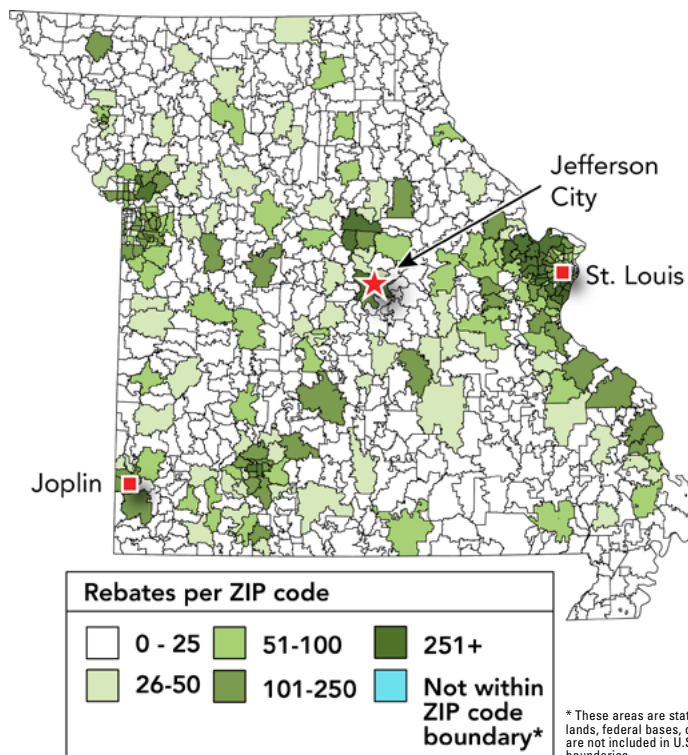 Jefferson
City
St. Louis
Joplin
Rebates per ZIP code
0 - 25
51-100
251+
26-50
101-250
Not within
ZIP code
boundary*
* These areas are stat
lands, federal bases,
are not included in U.S
boundaries